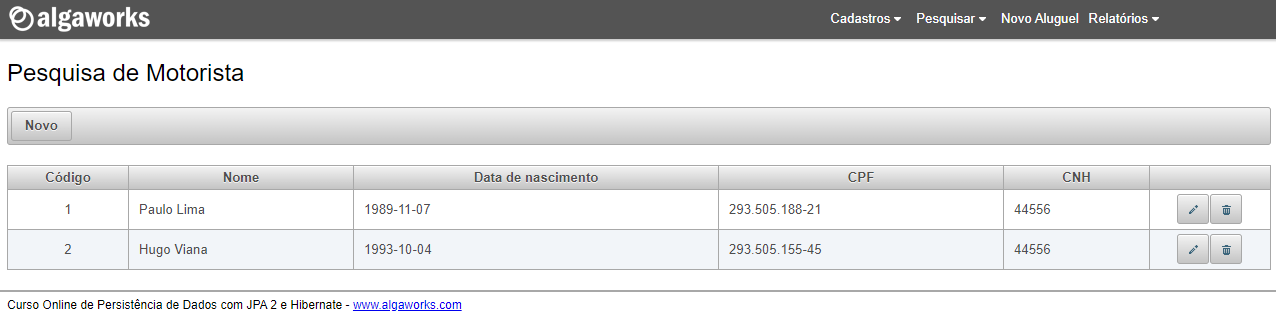 algaworks Cadastros Pesquisar Novo Aluguel Relatórios
Pesquisa de Motorista
Novo
Código Nome Data de nascimento CPF CNH
1 Paulo Lima 1989-11-07 293.505.188-21 44556
2 Hugo Viana 1993-10-04 293.505.155-45 44556
Curso Online de Persistência de Dados com JPA 2 e Hibernate - www.algaworks.com